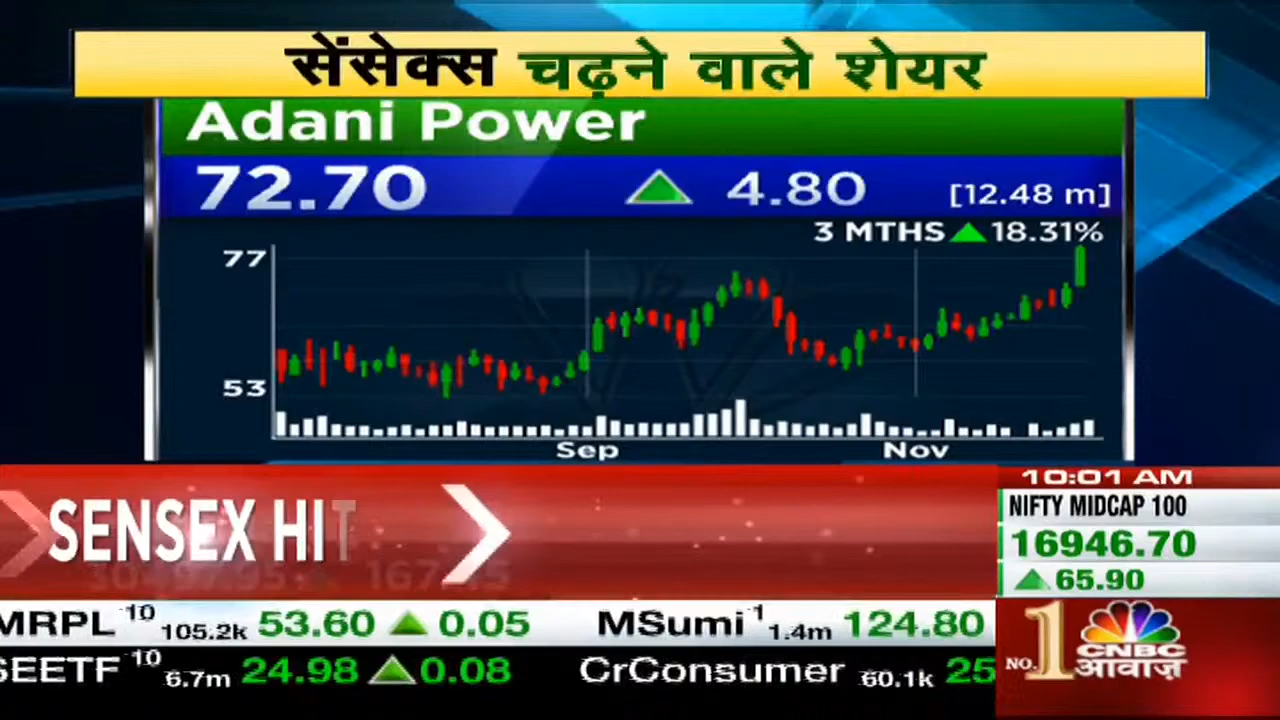 सेंसेक्स चढ़ने वाले शेयर
Adani Power
72.70 ▲ 4.80 [12.48 m]
3 MTHS ▲ 18.31%
77
53
Sep Nov
SENSEX HIT
10:01 AM
NIFTY MIDCAP 100
16946.70
▲ 65.90
MRPL -10 105.2k 53.60 ▲ 0.05 MSumi -1 1.4m 124.80
SEETF -10 6.7m 24.98 ▲ 0.08 CrConsumer 60.1k 25
NO. 1 CNBC
आवाज़